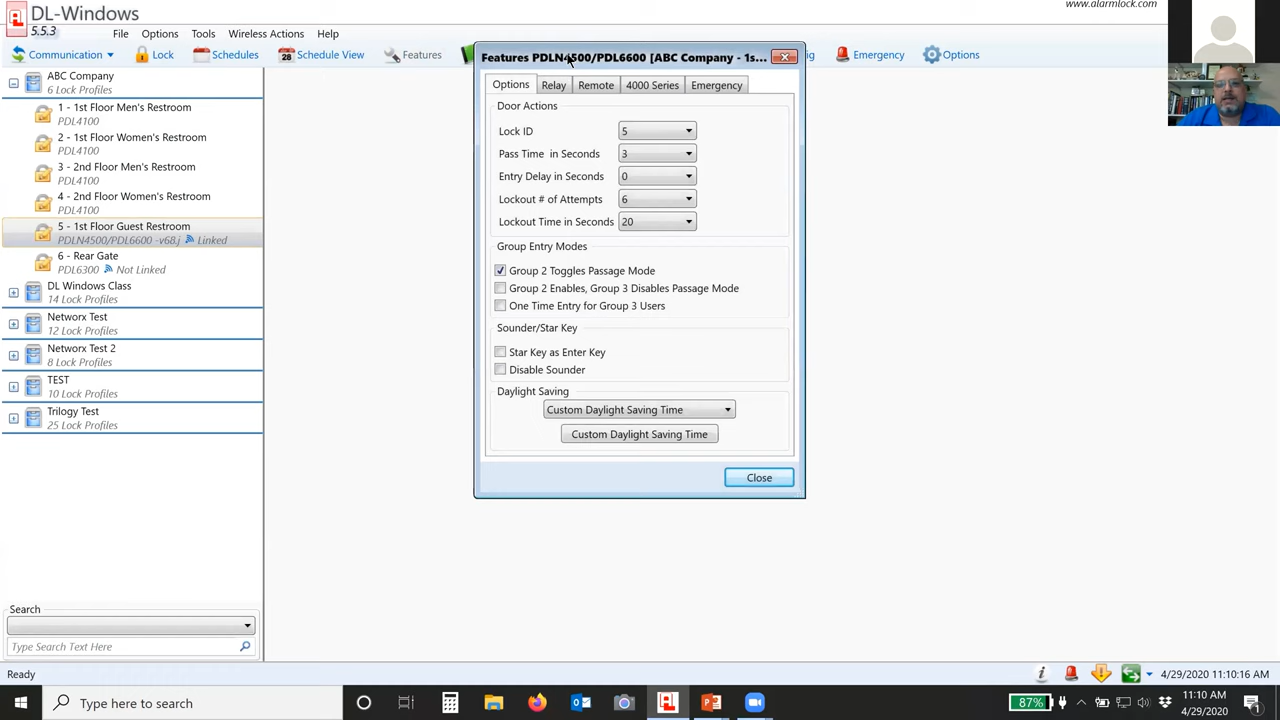 DL-Windows
5.5.3
www.alarmlock.com
File Options Tools Wireless Actions Help
Communication Lock Schedules 28 Schedule View Features Emergency Options
ABC Company
6 Lock Profiles
1 - 1st Floor Men's Restroom
PDL4100
2 - 1st Floor Women's Restroom
PDL4100
3 - 2nd Floor Men's Restroom
PDL4100
4 - 2nd Floor Women's Restroom
PDL4100
5 - 1st Floor Guest Restroom
PDLN4500/PDL6600 -v68.j Linked
6 - Rear Gate
PDL6300 Not Linked
DL Windows Class
14 Lock Profiles
Networx Test
12 Lock Profiles
Networx Test 2
8 Lock Profiles
TEST
10 Lock Profiles
Trilogy Test
25 Lock Profiles
Search
Type Search Text Here
Features PDLN4500/PDL6600 [ABC Company - 1s...
Options Relay Remote 4000 Series Emergency
Door Actions
Lock ID 5
Pass Time in Seconds 3
Entry Delay in Seconds 0
Lockout # of Attempts 6
Lockout Time in Seconds 20
Group Entry Modes
Group 2 Toggles Passage Mode
Group 2 Enables, Group 3 Disables Passage Mode
One Time Entry for Group 3 Users
Sounder/Star Key
Star Key as Enter Key
Disable Sounder
Daylight Saving
Custom Daylight Saving Time
Custom Daylight Saving Time
Close
Ready 4/29/2020 11:10:16 AM
Type here to search 87% 11:10 AM
4/29/2020